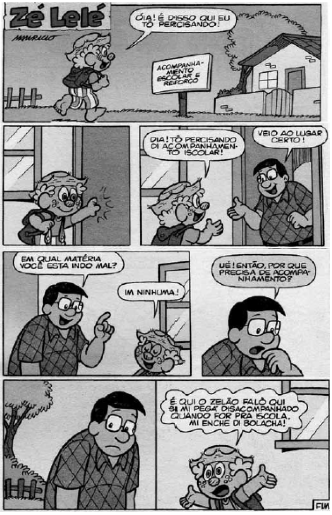 Zé Lelé
MAURICIO
ÓIA! É DISSO QUI EU
TÔ PERCISANDO!
ACOMPANHA-
MENTO
ESCOLAR E
REFORÇO
ÓIA! TÔ PERCISANDO
DI ACOMPANHAMEN-
TO ISCOLAR!
VEIO AO LUGAR
CERTO!
EM QUAL MATÉRIA
VOCÊ ESTÁ INDO MAL?
IM NINHUMA!
UÉ! ENTÃO, POR QUE
PRECISA DE ACOMPA-
NHAMENTO?
É QUI O ZELÃO FALÔ QUI
SI MI PEGÁ DISACOMPANHADO
QUANDO FOR PRA ISCOLA,
MI ENCHE DI BOLACHA!
FIM